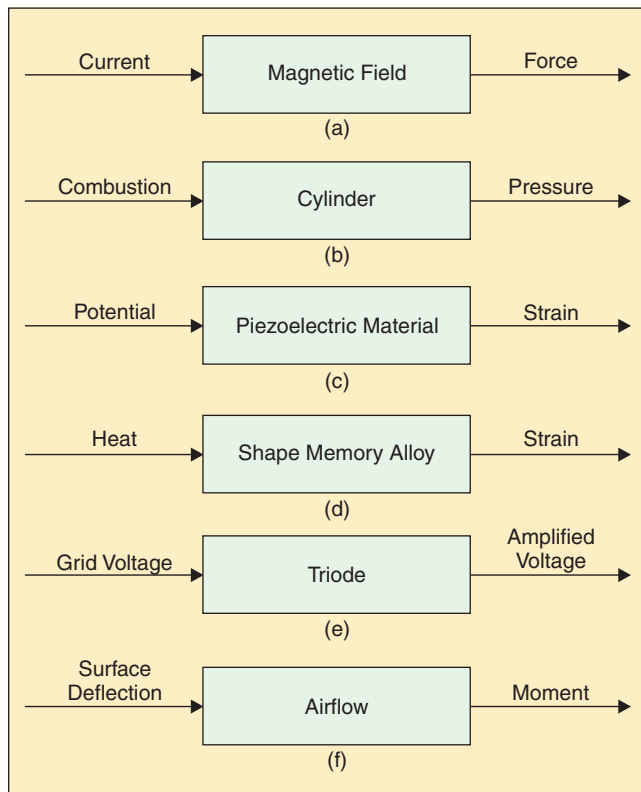 Current
Magnetic Field
Force
(a)
Combustion
Cylinder
Pressure
(b)
Potential
Piezoelectric Material
Strain
(c)
Heat
Shape Memory Alloy
Strain
(d)
Grid Voltage
Triode
Amplified
Voltage
(e)
Surface
Deflection
Airflow
Moment
(f)